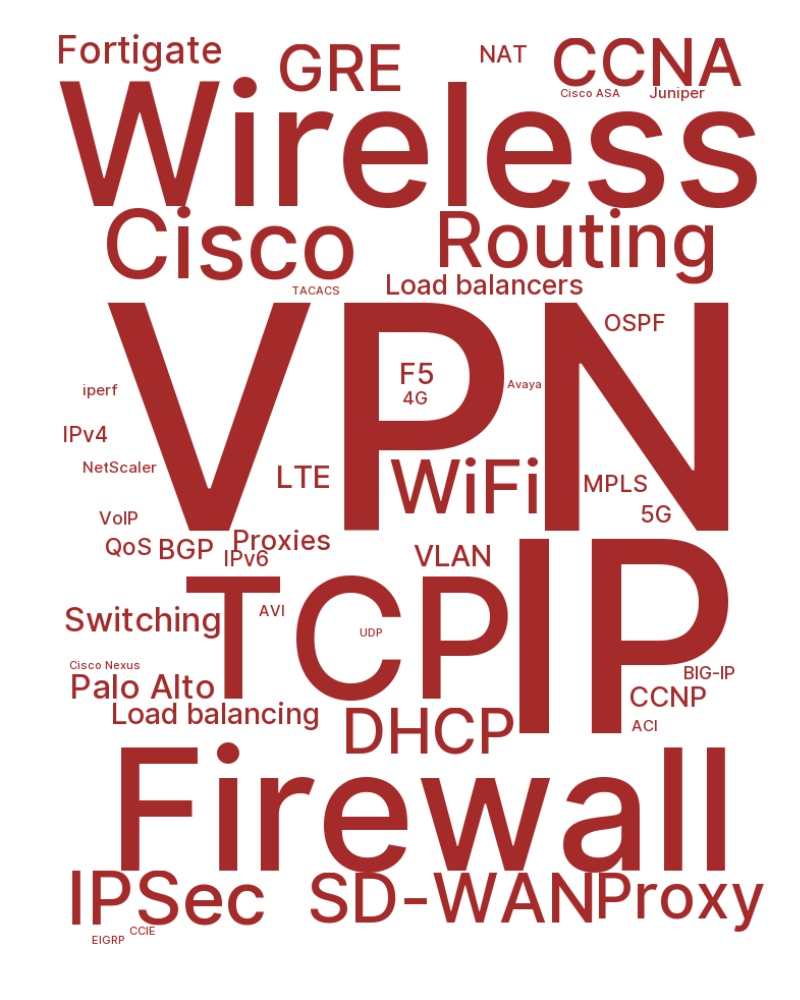 Fortigate
GRE
NAT
CCNA
Cisco ASA
Juniper
Wireless
Cisco
Routing
TACACS
Load balancers
VPN
OSPF
F5
4G
Avaya
iperf
IPv4
NetScaler
LTE
WiFi
MPLS
5G
VoIP
QoS
BGP
Proxies
IPv6
VLAN
IP
TCP
AVI
UDP
Switching
Cisco Nexus
Palo Alto
BIG-IP
CCNP
Load balancing
DHCP
ACI
Firewall
IPSec
SD-WAN
Proxy
CCIE
EIGRP